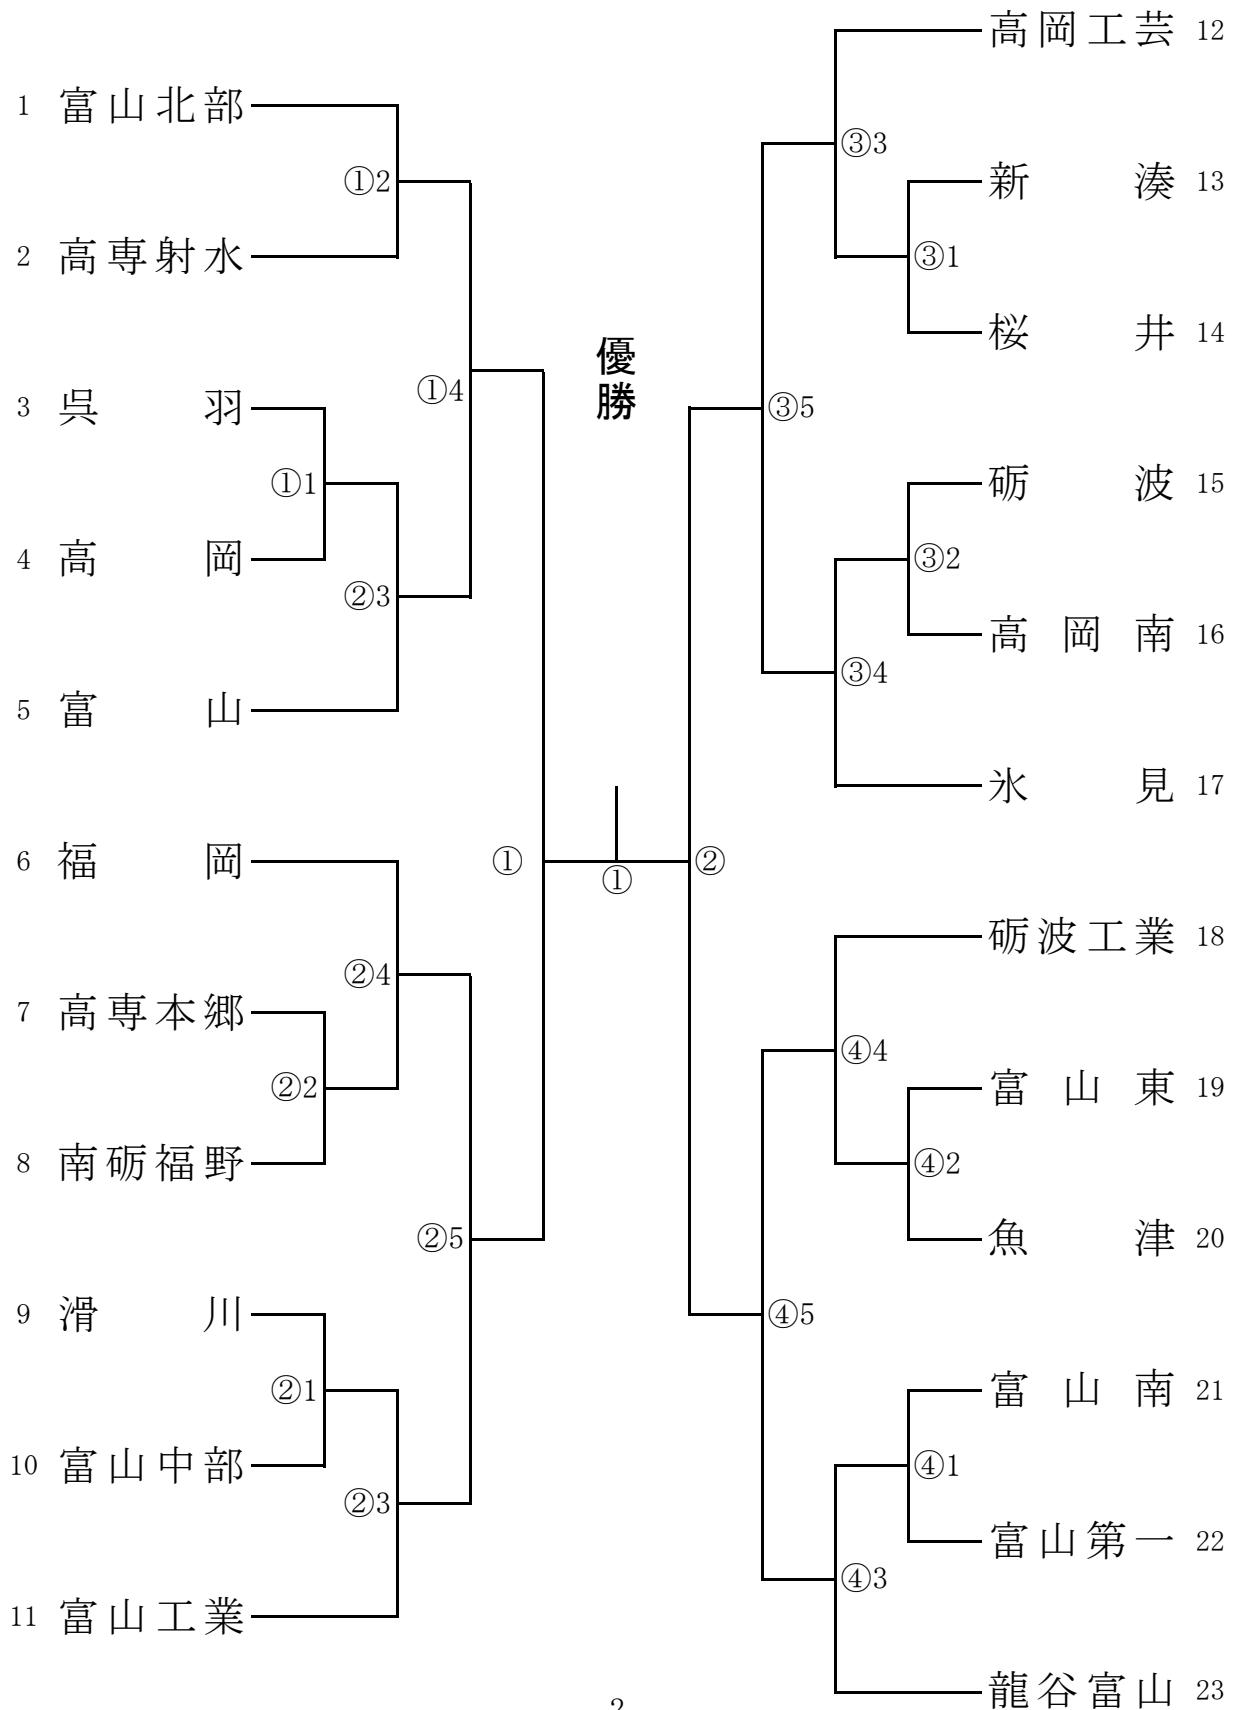 1 富山北部
①2
2 高専射水
①4
3 呉羽
①1
4 高岡
②3
5 富山
①
6 福岡
②4
7 高専本郷
②2
8 南砺福野
②5
9 滑川
②1
10 富山中部
②3
11 富山工業
優勝
①
高岡工芸 12
③3
新湊 13
③1
桜井 14
③5
砺波 15
③2
高岡南 16
③4
氷見 17
②
砺波工業 18
④4
富山東 19
④2
魚津 20
④5
富山南 21
④1
富山第一 22
④3
龍谷富山 23
2